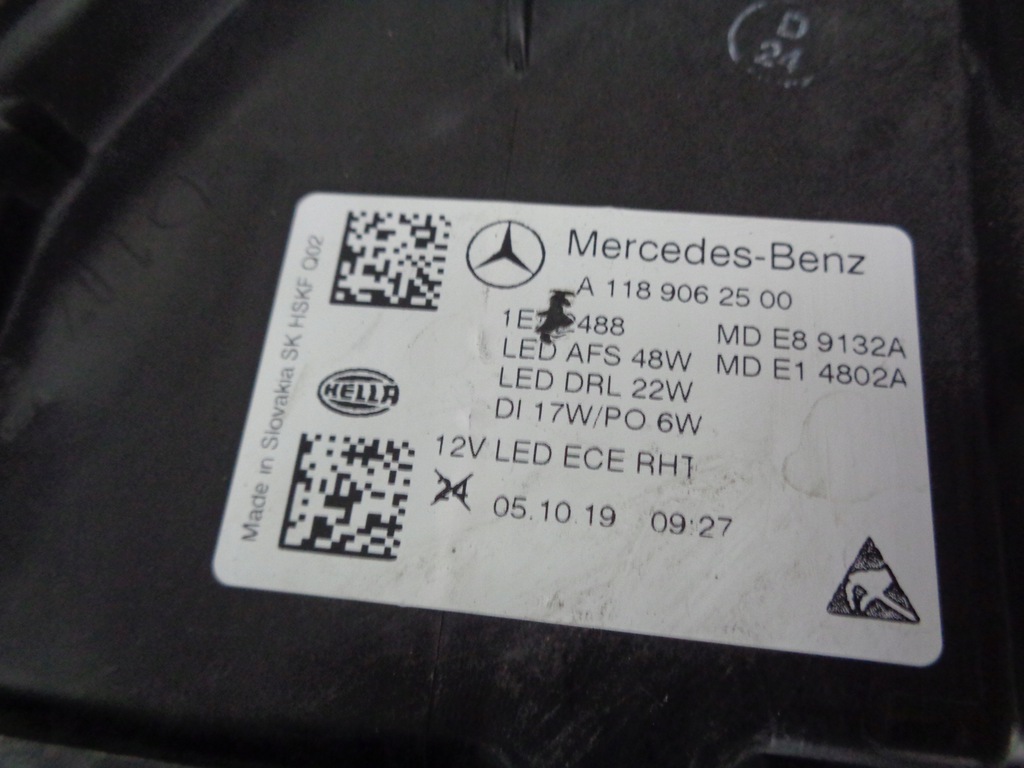 D
24
Mercedes-Benz
A 118 906 25 00
2488
MD E8 9132A
LED AFS 48W
MD E1 4802A
LED DRL 22W
DI 17W/PO 6W
12V LED ECE RHT
24
05.10.19 09:27
HELLA
Made in Slovakia SK HSKF Q02